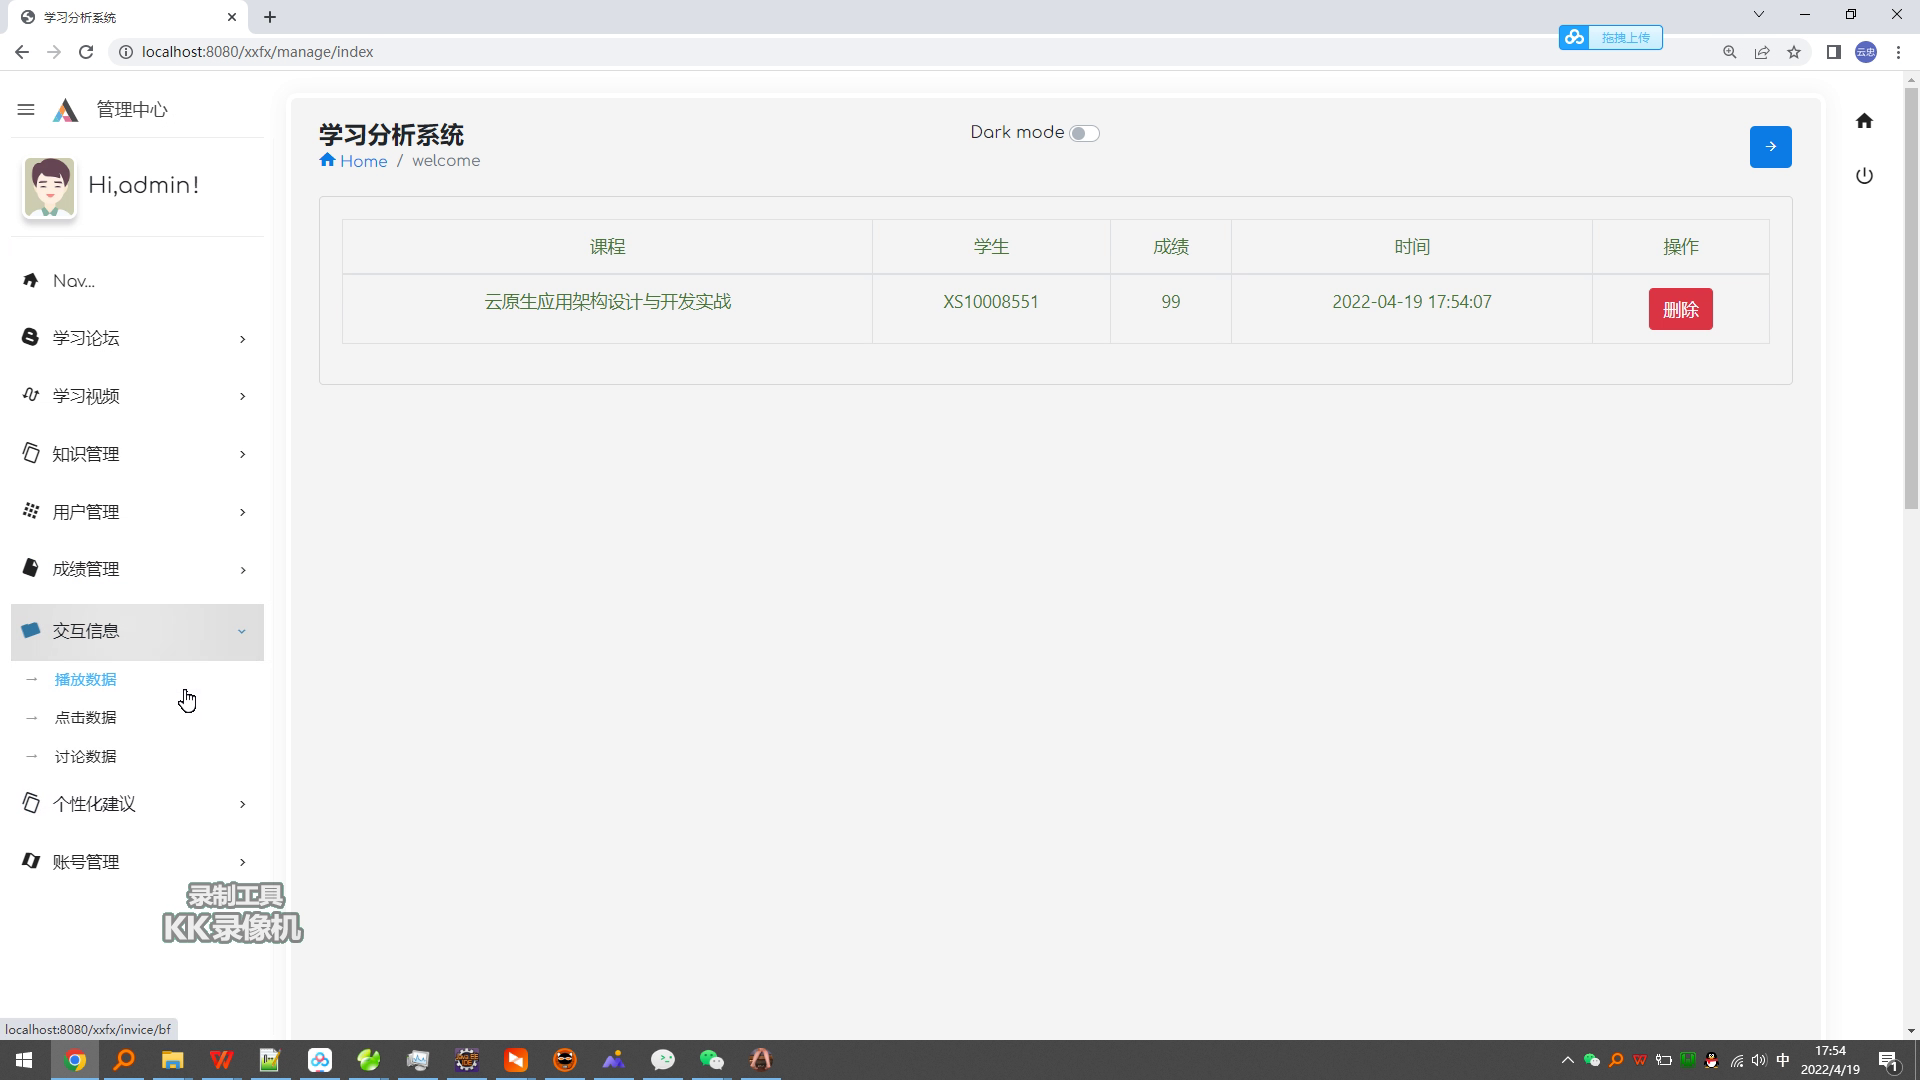 学习分析系统
localhost:8080/xxfx/manage/index
拖拽上传
云忠
管理中心
Hi,admin!
Nav...
学习论坛
学习视频
知识管理
用户管理
成绩管理
交互信息
播放数据
点击数据
讨论数据
个性化建议
账号管理
学习分析系统
Home / welcome
Dark mode
课程 学生 成绩 时间 操作
云原生应用架构设计与开发实战 XS10008551 99 2022-04-19 17:54:07 删除
录制工具
KK录像机
localhost:8080/xxfx/invice/bf
中
17:54
2022/4/19
1